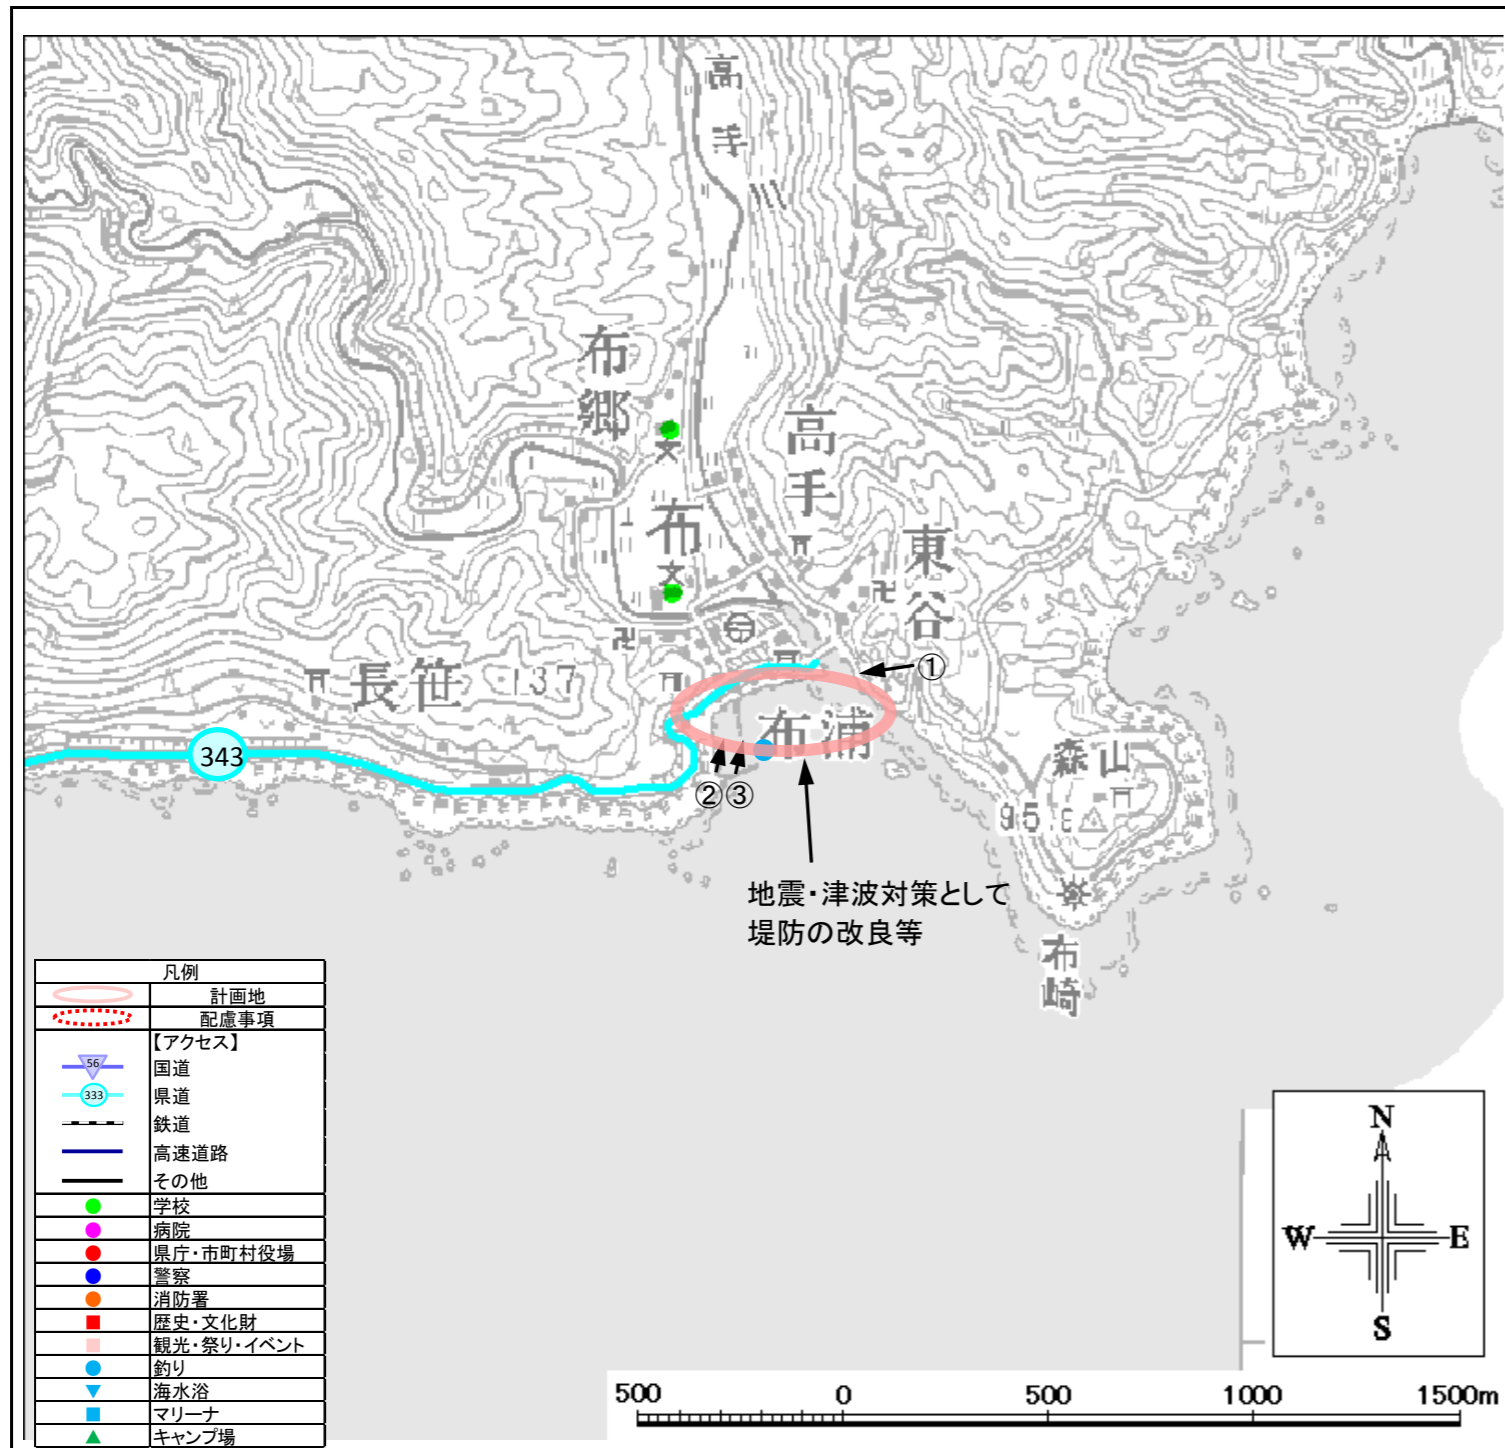 高手川
布郷
高手
布
東谷
①
長笹
137
布浦
343
②③
森山
95.8
地震・津波対策として
堤防の改良等
布崎
凡例
計画地
配慮事項
【アクセス】
56
国道
333
県道
鉄道
高速道路
その他
学校
病院
県庁・市町村役場
警察
消防署
歴史・文化財
観光・祭り・イベント
釣り
海水浴
マリーナ
キャンプ場
N
W
E
S
500 0 500 1000 1500m